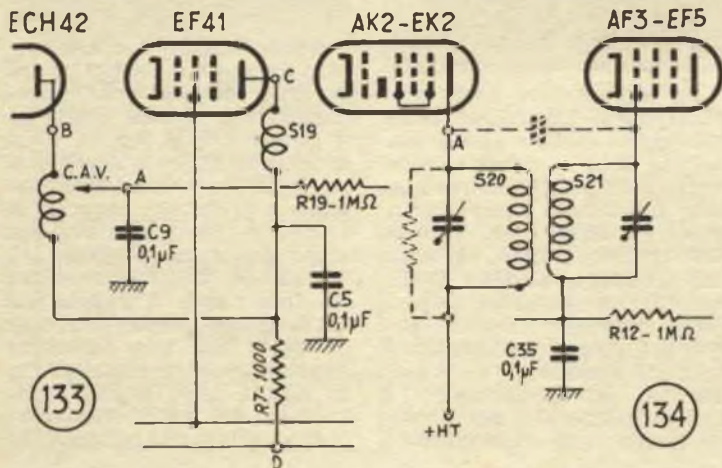 ECH42
EF41
AK2-EK2
AF3-EF5
C
B
S19
A
C.A.V.
A
S20
S21
R19-1MΩ
C9
0,1µF
C5
0,1µF
R12-1MΩ
C35
0,1µF
R7-1000
133
134
+HT
D